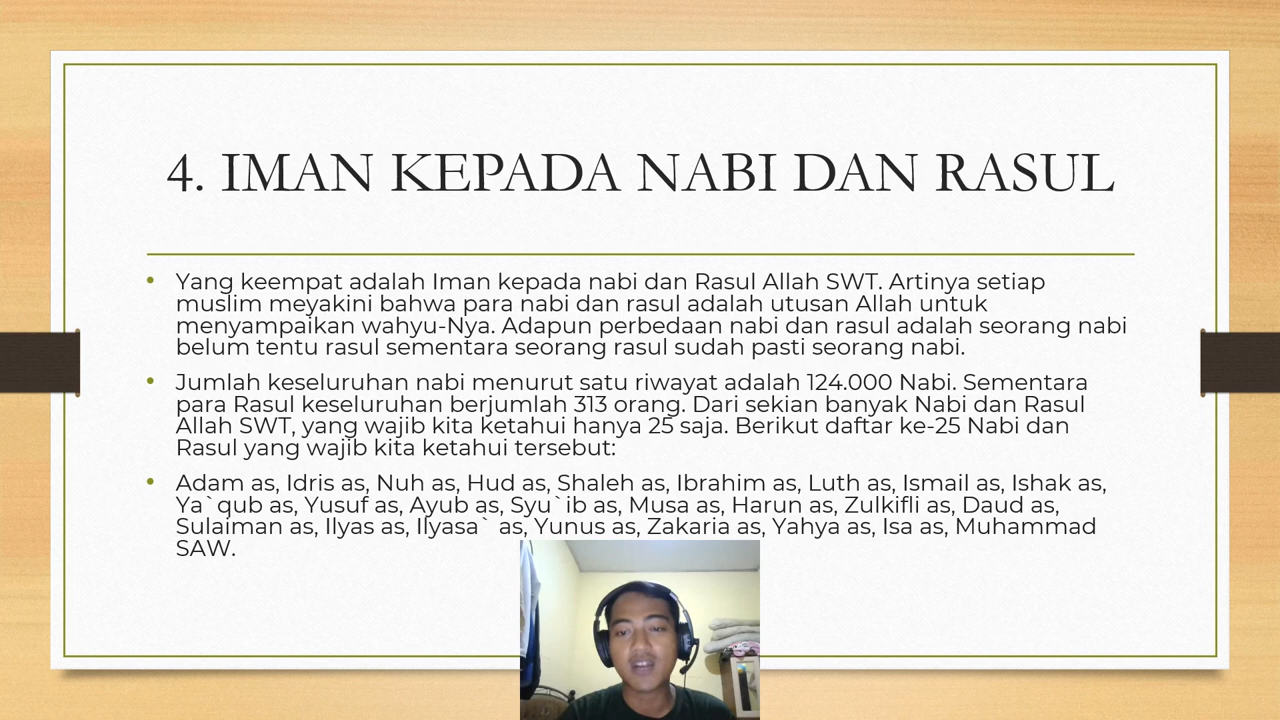 4. IMAN KEPADA NABI DAN RASUL
• Yang keempat adalah Iman kepada nabi dan Rasul Allah SWT. Artinya setiap
muslim meyakini bahwa para nabi dan rasul adalah utusan Allah untuk
menyampaikan wahyu-Nya. Adapun perbedaan nabi dan rasul adalah seorang nabi
belum tentu rasul sementara seorang rasul sudah pasti seorang nabi.
• Jumlah keseluruhan nabi menurut satu riwayat adalah 124.000 Nabi. Sementara
para Rasul keseluruhan berjumlah 313 orang. Dari sekian banyak Nabi dan Rasul
Allah SWT, yang wajib kita ketahui hanya 25 saja. Berikut daftar ke-25 Nabi dan
Rasul yang wajib kita ketahui tersebut:
• Adam as, Idris as, Nuh as, Hud as, Shaleh as, Ibrahim as, Luth as, Ismail as, Ishak as,
Ya`qub as, Yusuf as, Ayub as, Syu`ib as, Musa as, Harun as, Zulkifli as, Daud as,
Sulaiman as, Ilyas as, Ilyasa` as, Yunus as, Zakaria as, Yahya as, Isa as, Muhammad
SAW.